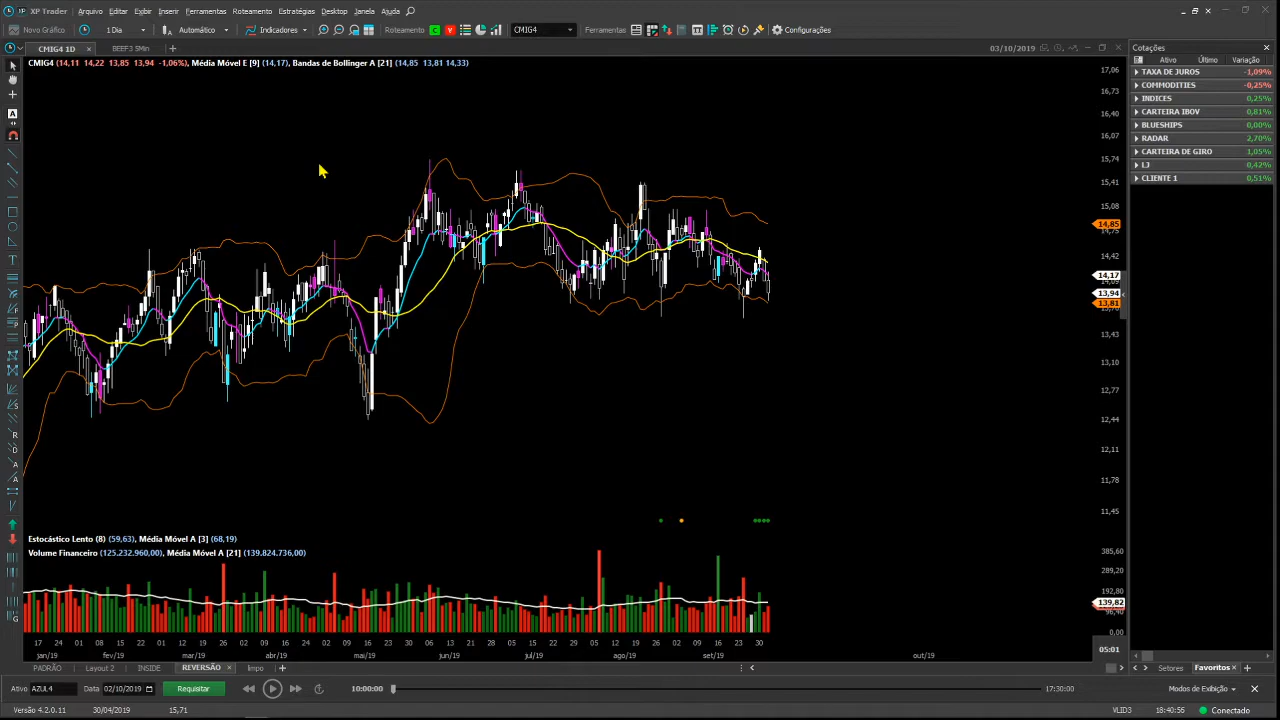 XP Trader Arquivo Editar Exibir Inserir Ferramentas Roteamento Estratégias Desktop Janela Ajuda
Novo Gráfico 1 Dia Automático Indicadores Roteamento C V CMIG4 Ferramentas Configurações
CMIG4 1D BEEF3 5Min 03/10/2019
CMIG4 (14,11 14,22 13,85 13,94 -1,06%), Média Móvel E [9] (14,17), Bandas de Bollinger A [21] (14,85 13,81 14,33)
17,06
16,73
16,40
16,07
15,74
15,41
15,08
14,85
14,75
14,42
14,17
14,09
13,94
13,81
13,43
13,10
12,77
12,44
12,11
11,78
11,45
Estocástico Lento (8) (59,63), Média Móvel A [3] (68,19)
Volume Financeiro (125.232.960,00), Média Móvel A [21] (139.824.736,00)
385,60
289,20
192,80
139,82
96,40
0,00
17 24 01 08 15 22 01 12 19 26 02 09 16 24 02 09 16 23 30 06 13 21 28 05 15 22 29 05 12 19 26 02 09 16 23 30
jan/19 fev/19 mar/19 abr/19 mai/19 jun/19 jul/19 ago/19 set/19 out/19
05:01
PADRÃO Layout 2 INSIDE REVERSÃO Impo
Cotações
Ativo Último Variação
TAXA DE JUROS -1,09%
COMMODITIES -0,25%
INDICES 0,25%
CARTEIRA IBOV 0,81%
BLUESHIPS 0,00%
RADAR 2,70%
CARTEIRA DE GIRO 1,05%
LJ 0,42%
CLIENTE 1 0,51%
Setores Favoritos
Ativo AZUL4 Data 02/10/2019 Requisitar 10:00:00 17:30:00 Modos de Exibição
Versão 4.2.0.11 30/04/2019 15,71 VLID3 18:40:56 Conectado